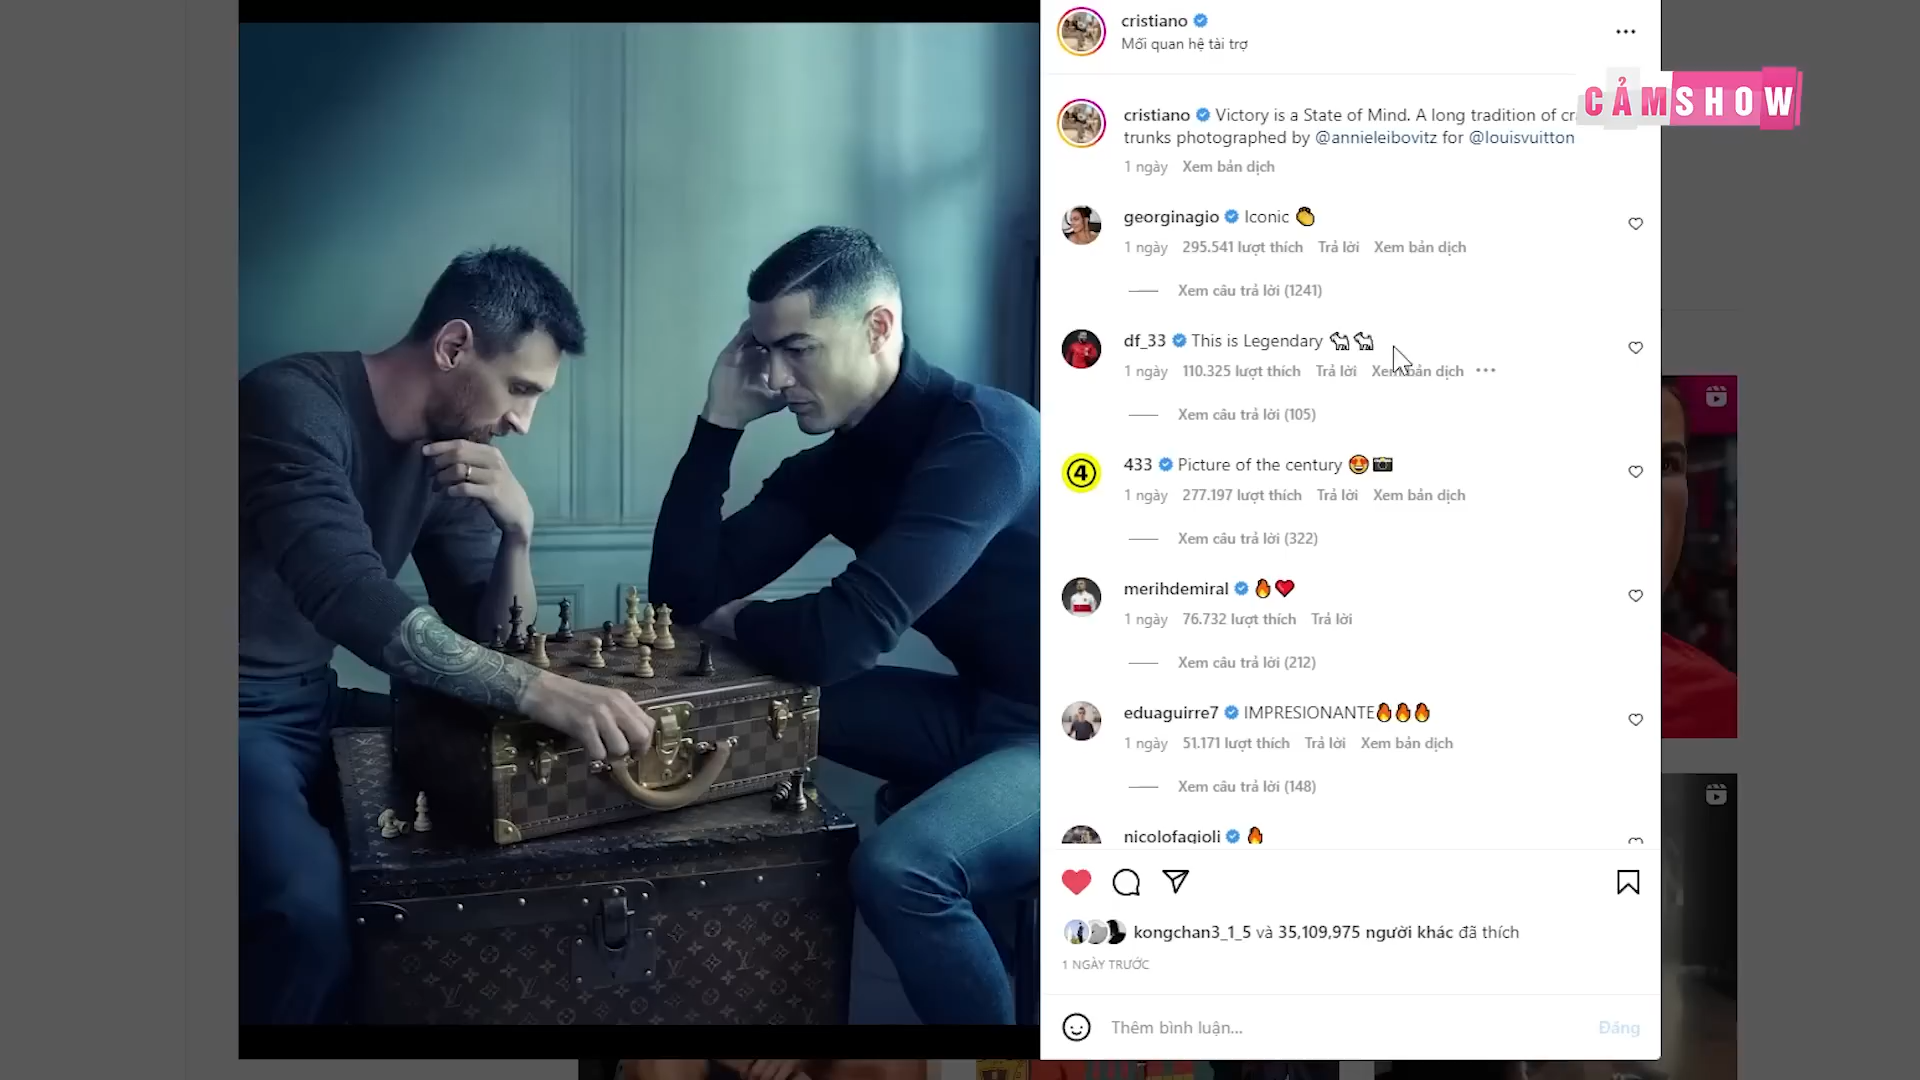 cristiano
Mối quan hệ tài trợ
CẢMSHOW
cristiano Victory is a State of Mind. A long tradition of
trunks photographed by @annieleibovitz for @louisvuitton
1 ngày Xem bản dịch
georginagio Iconic 👏
1 ngày 295.541 lượt thích Trả lời Xem bản dịch
Xem câu trả lời (1241)
df_33 This is Legendary 🐐🐐
1 ngày 110.325 lượt thích Trả lời Xem bản dịch
Xem câu trả lời (105)
433 Picture of the century 😍📷
1 ngày 277.197 lượt thích Trả lời Xem bản dịch
Xem câu trả lời (322)
merihdemiral 🔥❤️
1 ngày 76.732 lượt thích Trả lời
Xem câu trả lời (212)
eduaguirre7 IMPRESIONANTE🔥🔥🔥
1 ngày 51.171 lượt thích Trả lời Xem bản dịch
Xem câu trả lời (148)
nicolofagioli 🔥
kongchan3_1_5 và 35,109,975 người khác đã thích
1 NGÀY TRƯỚC
Thêm bình luận...
Đăng